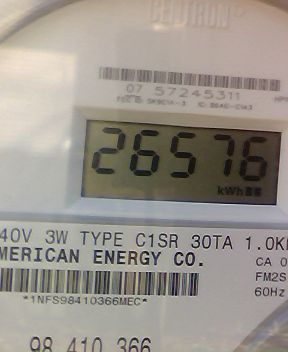 CENTRON
07 57245311
26576
kWh
40V 3W TYPE C1SR 30TA 1.0K
MERICAN ENERGY CO.
CA 0
FM2S
60Hz
*1NFS98410366MEC*
98 410 366